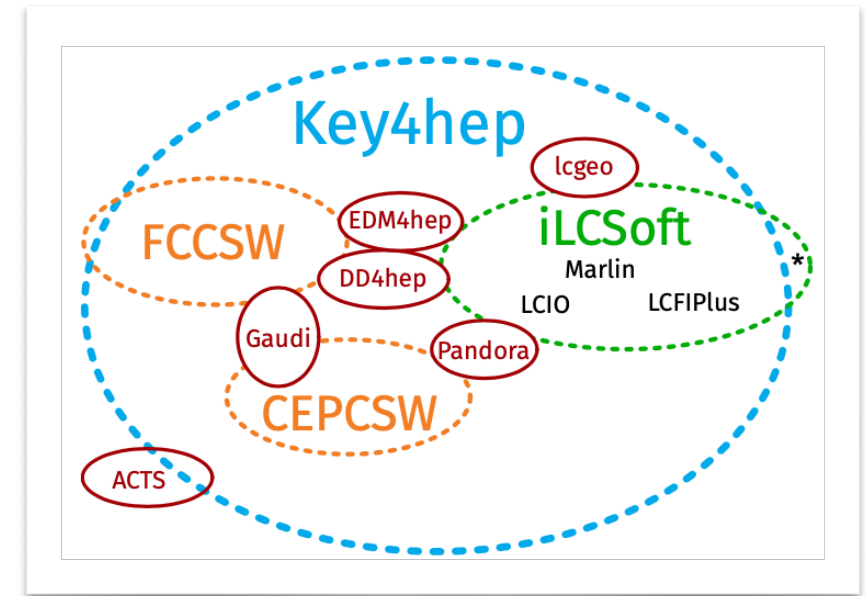 Key4hep
lcgeo
FCCSW
EDM4hep
iLCSoft
DD4hep
Marlin
*
LCIO
LCFIPlus
Gaudi
Pandora
CEPCSW
ACTS